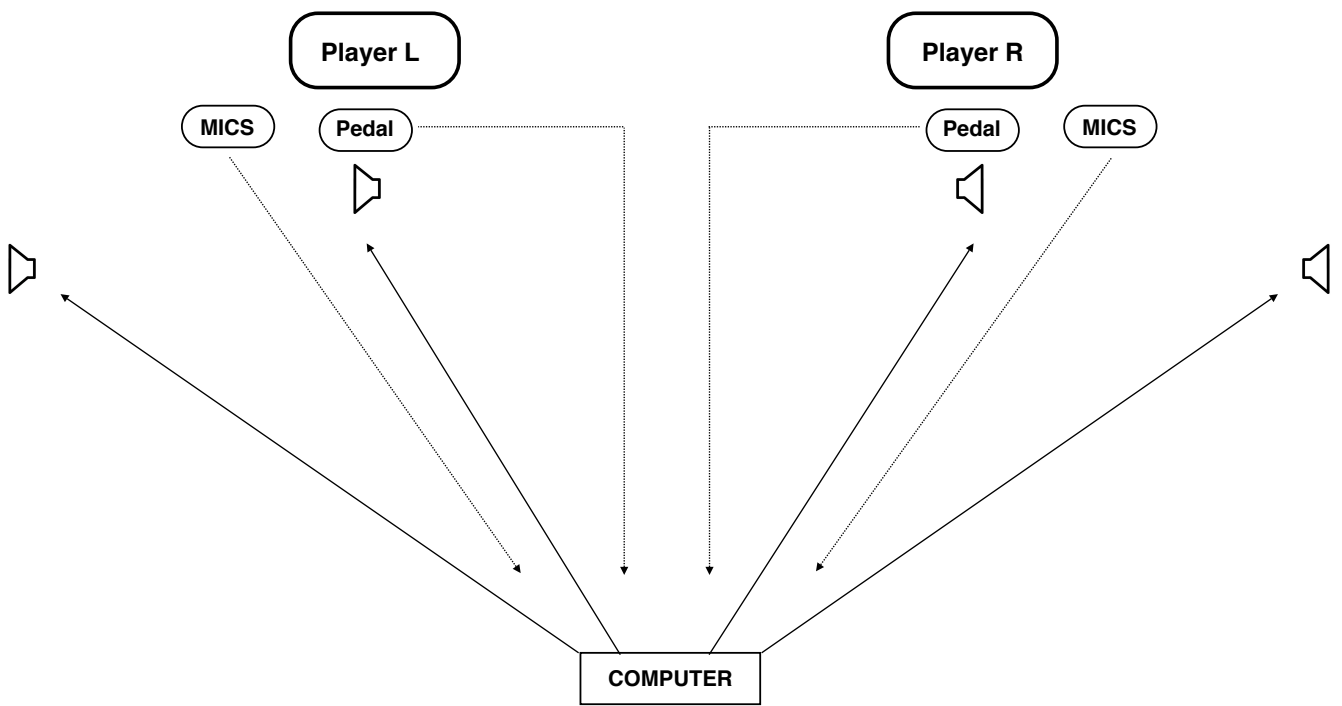 Player L
Player R
MICS
Pedal
Pedal
MICS
COMPUTER